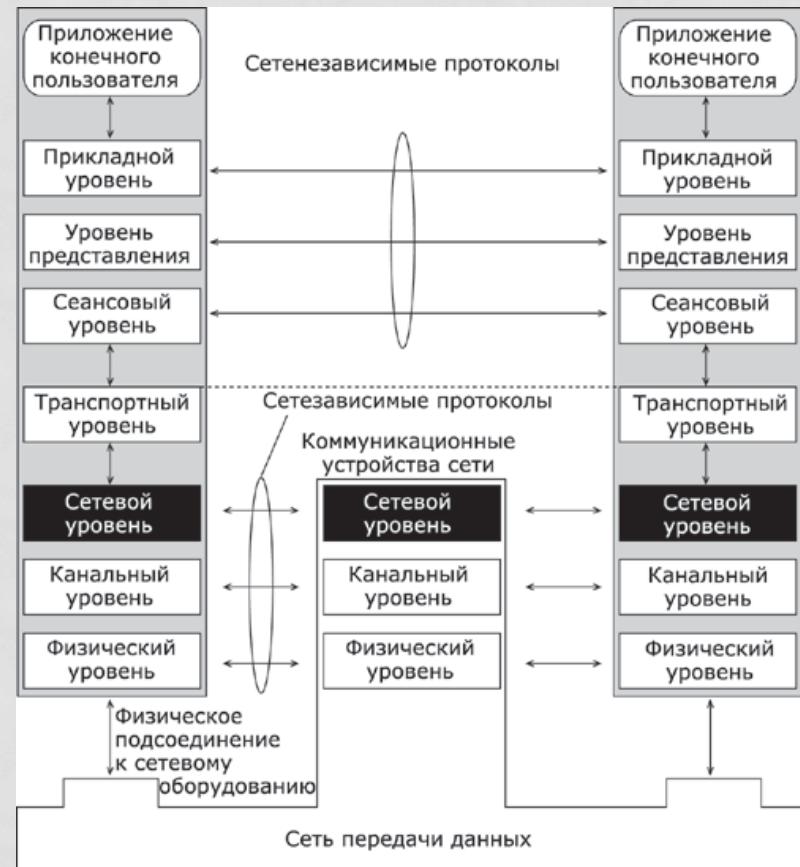 Приложение
конечного
пользователя
Сетенезависимые протоколы
Приложение
конечного
пользователя
Прикладной
уровень
Прикладной
уровень
Уровень
представления
Уровень
представления
Сеансовый
уровень
Сеансовый
уровень
Транспортный
уровень
Сетезависимые протоколы
Транспортный
уровень
Коммуникационные
устройства сети
Сетевой
уровень
Сетевой
уровень
Сетевой
уровень
Канальный
уровень
Канальный
уровень
Канальный
уровень
Физический
уровень
Физический
уровень
Физический
уровень
Физическое
подсоединение
к сетевому
оборудованию
Сеть передачи данных